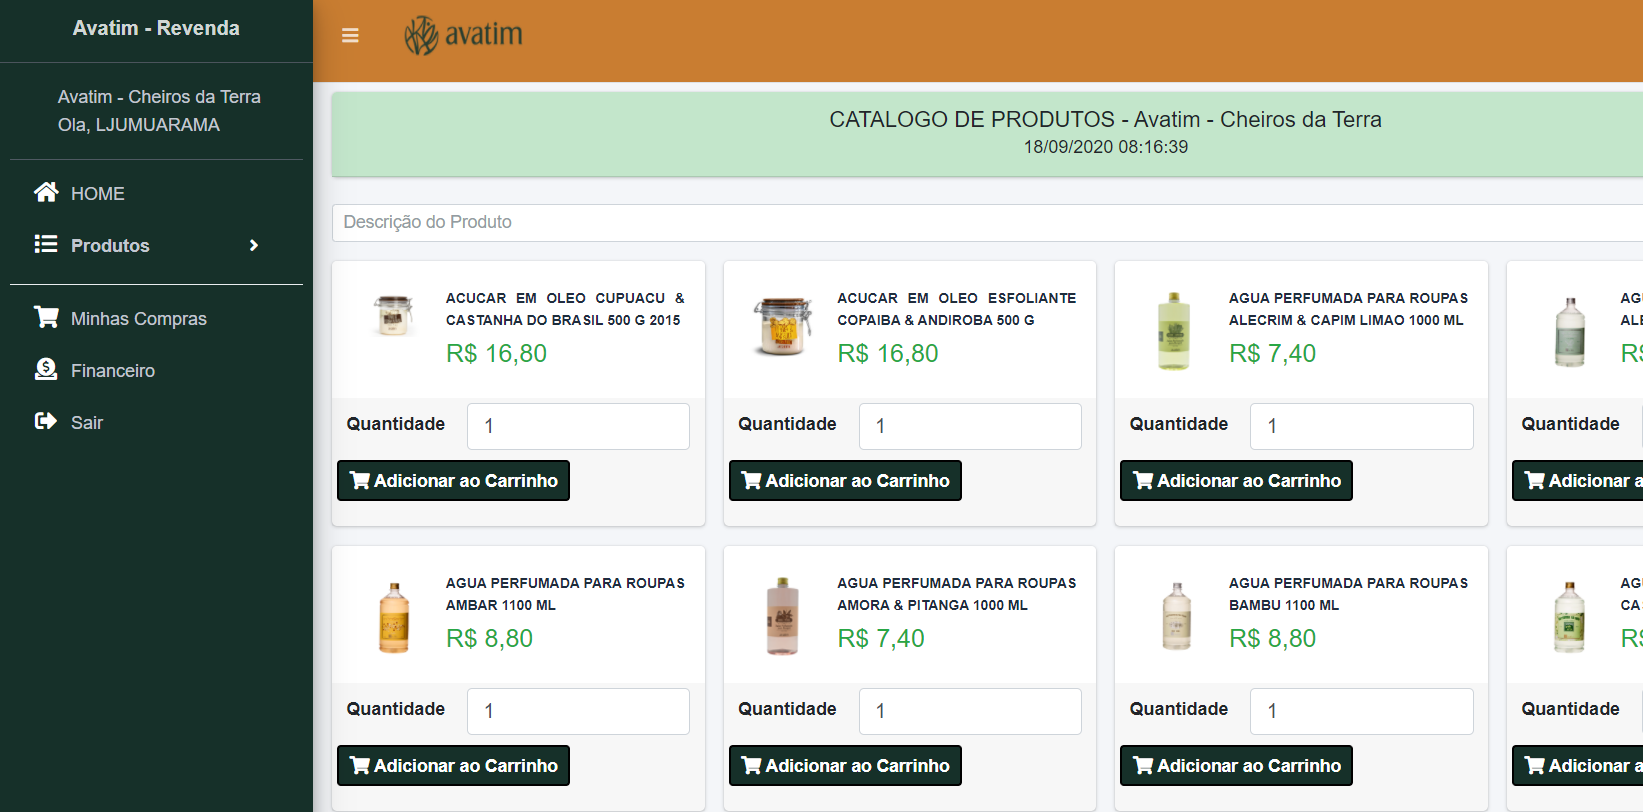 Avatim - Revenda
Avatim - Cheiros da Terra
Ola, LJUMUARAMA
HOME
Produtos
Minhas Compras
Financeiro
Sair
avatim
CATALOGO DE PRODUTOS - Avatim - Cheiros da Terra
18/09/2020 08:16:39
Descrição do Produto
ACUCAR EM OLEO CUPUACU &
CASTANHA DO BRASIL 500 G 2015
R$ 16,80
Quantidade 1
Adicionar ao Carrinho
ACUCAR EM OLEO ESFOLIANTE
COPAIBA & ANDIROBA 500 G
R$ 16,80
Quantidade 1
Adicionar ao Carrinho
AGUA PERFUMADA PARA ROUPAS
ALECRIM & CAPIM LIMAO 1000 ML
R$ 7,40
Quantidade 1
Adicionar ao Carrinho
AG
ALE
R$
Quantidade
Adicionar a
AGUA PERFUMADA PARA ROUPAS
AMBAR 1100 ML
R$ 8,80
Quantidade 1
Adicionar ao Carrinho
AGUA PERFUMADA PARA ROUPAS
AMORA & PITANGA 1000 ML
R$ 7,40
Quantidade 1
Adicionar ao Carrinho
AGUA PERFUMADA PARA ROUPAS
BAMBU 1100 ML
R$ 8,80
Quantidade 1
Adicionar ao Carrinho
AG
CAS
R$
Quantidade
Adicionar a